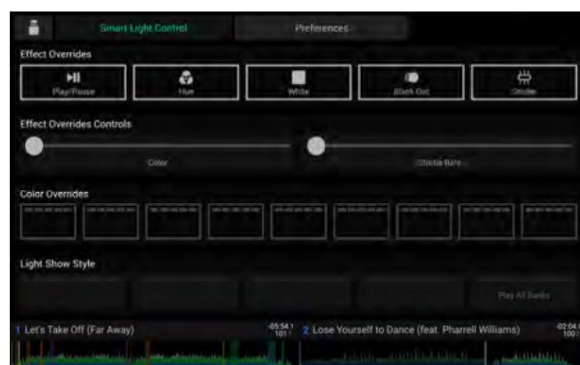 Smart Light Control
Preferences
Effect Overrides
Play/Pause
Hue
White
Black Out
Smoke
Effect Overrides Controls
Color
Strobe Rate
Color Overrides
Light Show Style
Play All Banks
1 Let's Take Off (Far Away)
-05:54.1
101
2 Lose Yourself to Dance (feat. Pharrell Williams)
-02:04
100